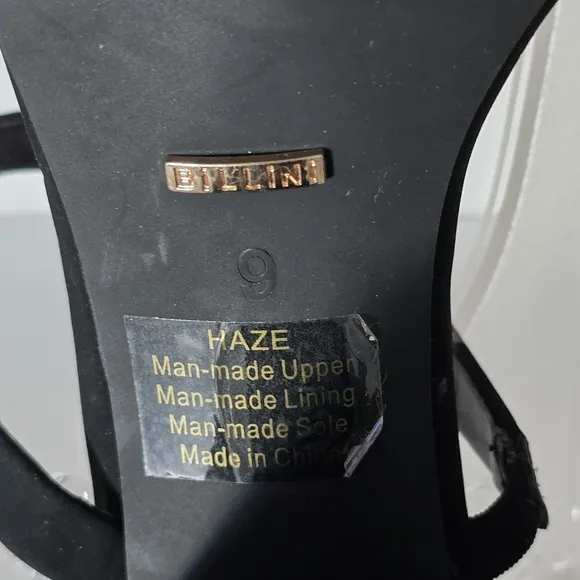 BILLINI
9
HAZE
Man-made Upper
Man-made Lining
Man-made Sole
Made in China